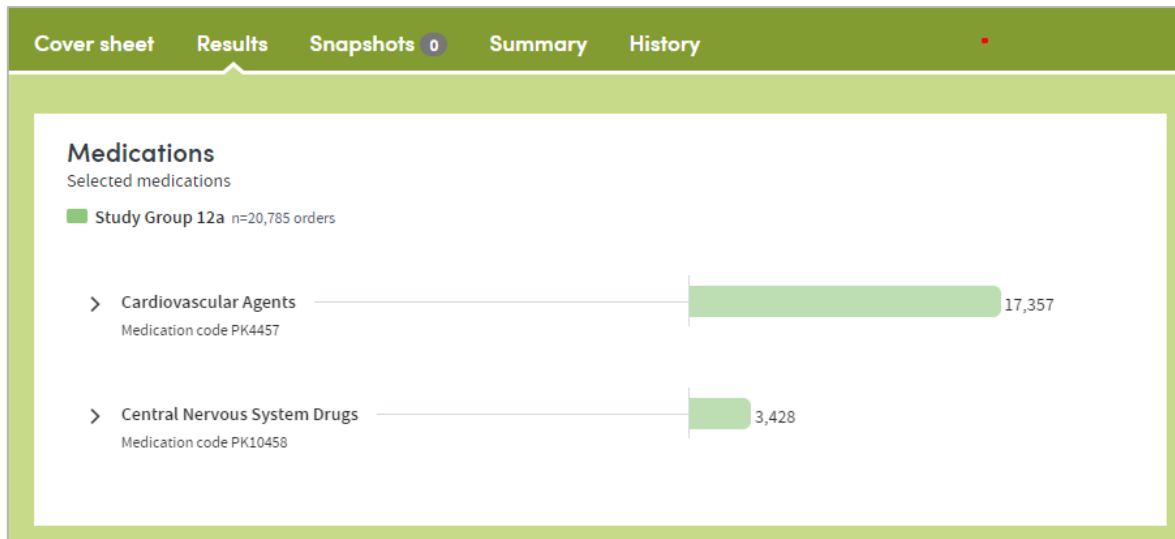 Cover sheet Results Snapshots 0 Summary History
Medications
Selected medications
Study Group 12a n=20,785 orders
Cardiovascular Agents 17,357
Medication code PK4457
Central Nervous System Drugs 3,428
Medication code PK10458